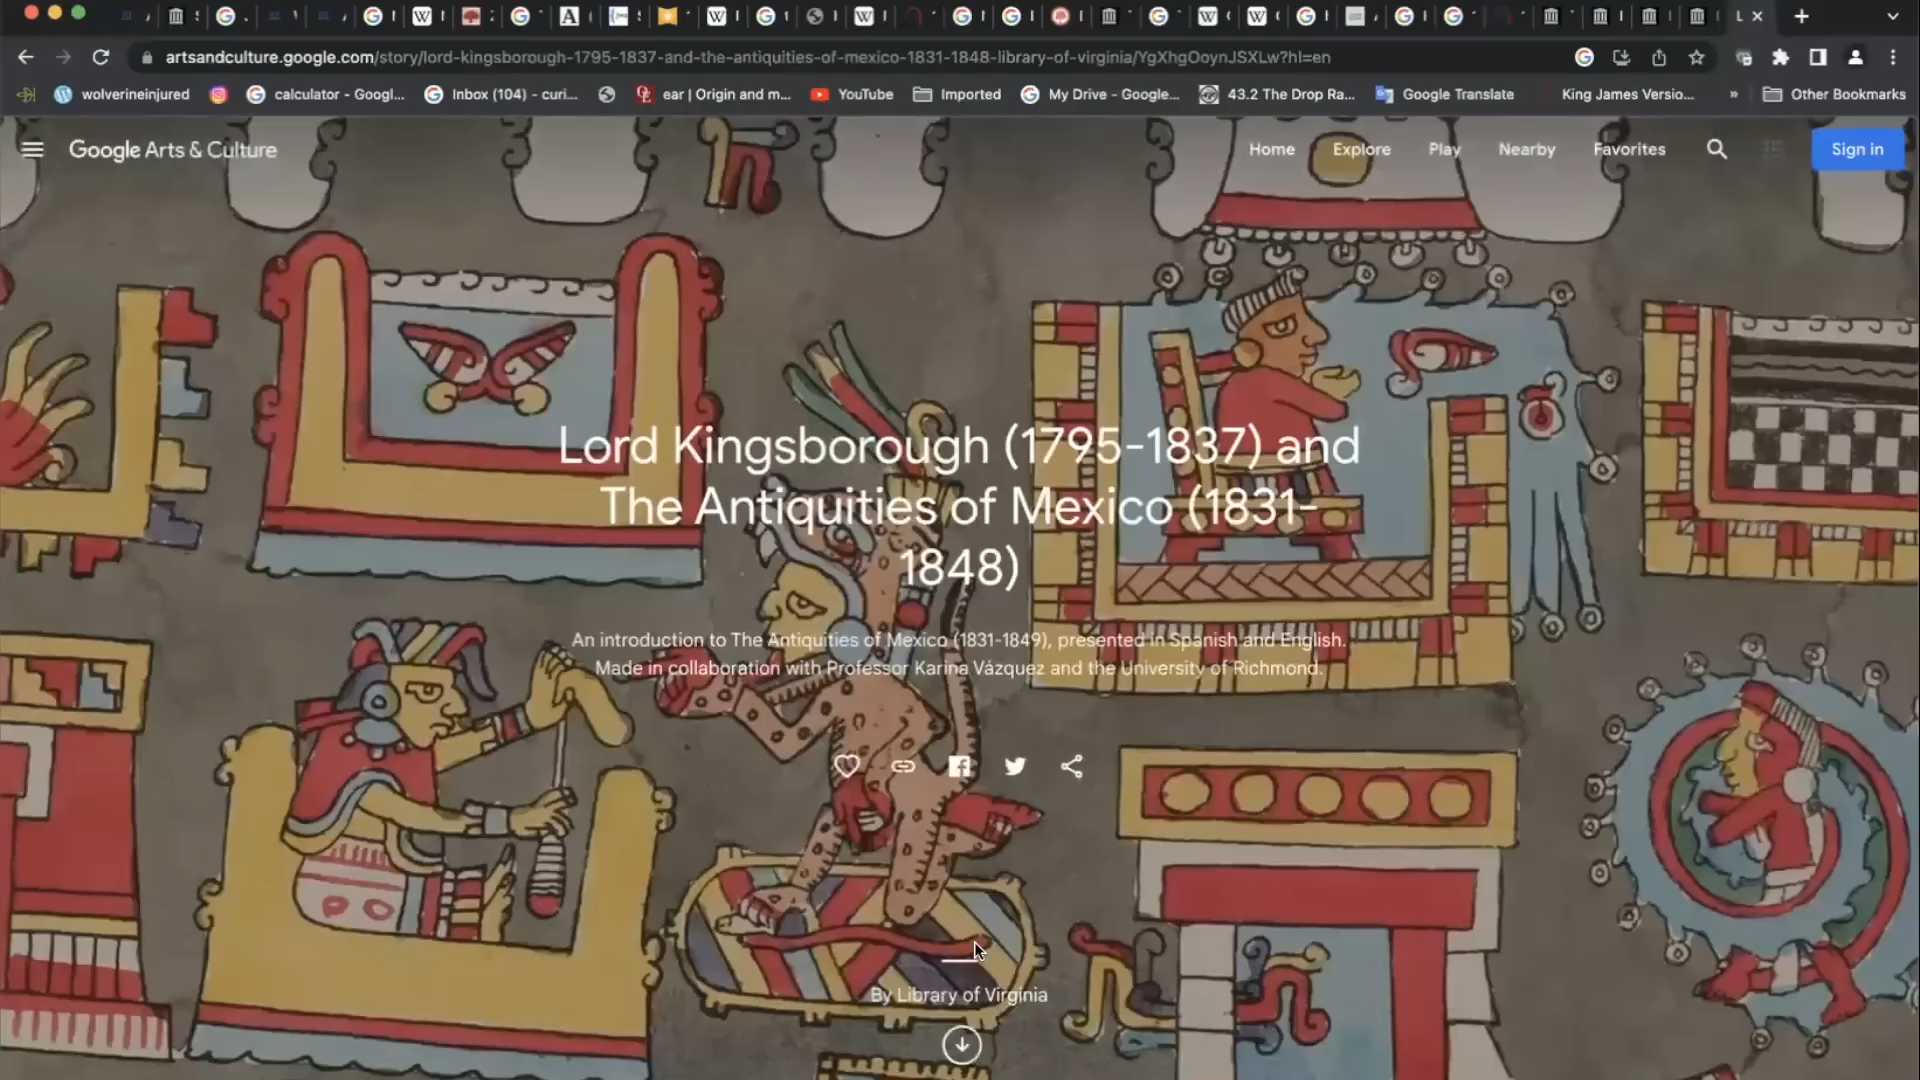 artsandculture.google.com/story/lord-kingsborough-1795-1837-and-the-antiquities-of-mexico-1831-1848-library-of-virginia/YgXhgOoynJSXLw?hl=en
wolverineinjured
calculator - Googl...
Inbox (104) - curi...
ear | Origin and m...
YouTube
Imported
My Drive - Google...
43.2 The Drop Ra...
Google Translate
King James Versio...
»
Other Bookmarks
Google Arts & Culture
Home
Explore
Play
Nearby
Favorites
Sign in
Lord Kingsborough (1795-1837) and
The Antiquities of Mexico (1831-
1848)
An introduction to The Antiquities of Mexico (1831-1849), presented in Spanish and English.
Made in collaboration with Professor Karina Vázquez and the University of Richmond.
By Library of Virginia